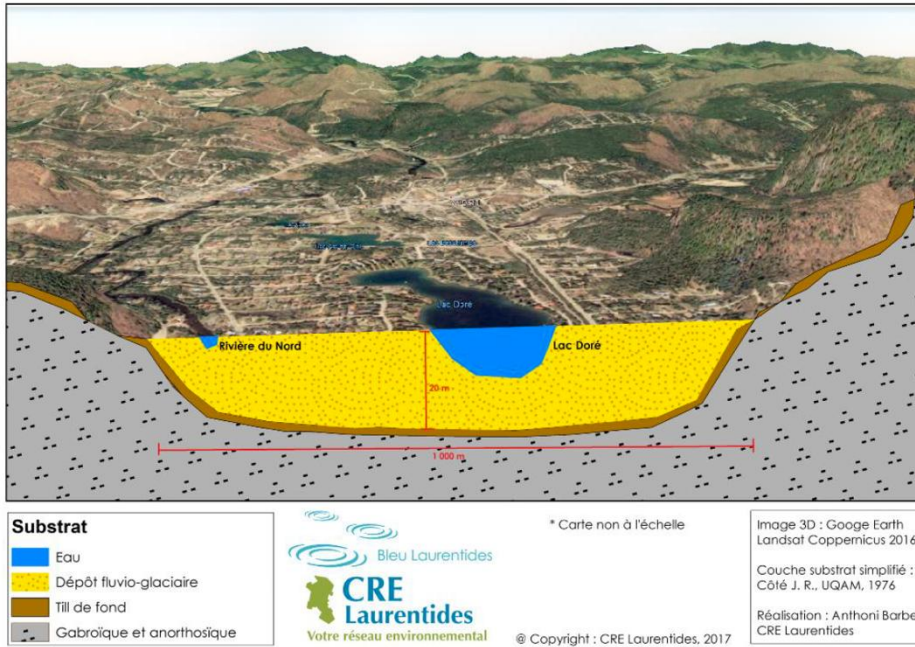 Lac Doré
Rivière du Nord
Lac Doré
20 m
1 000 m
Substrat
Eau
Dépôt fluvio-glaciaire
Till de fond
Gabroïque et anorthosïque
Bleu Laurentides
CRE
Laurentides
Votre réseau environnemental
* Carte non à l'échelle
@ Copyright : CRE Laurentides, 2017
Image 3D : Googe Earth
Landsat Coppernicus 2016
Couche substrat simplifié :
Côté J. R., UQAM, 1976
Réalisation : Anthoni Barbe
CRE Laurentides